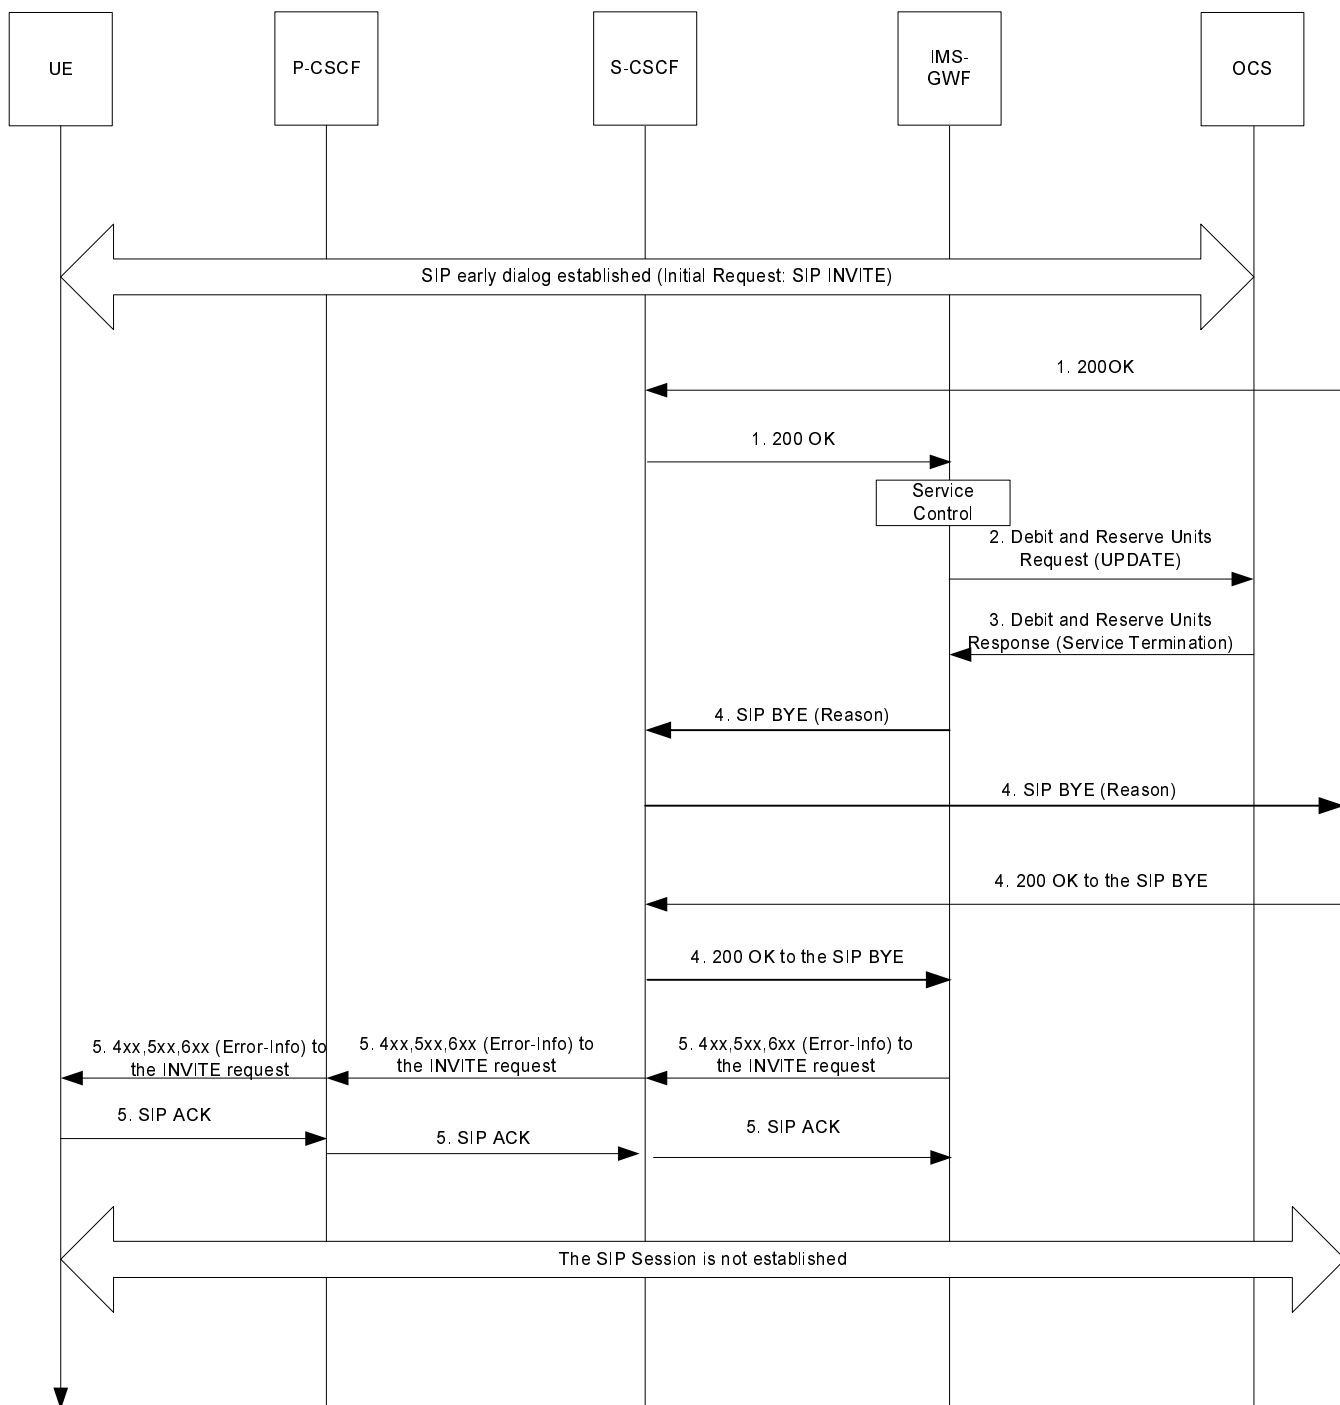 UE
P-CSCF
S-CSCF
IMS-
GWF
OCS
SIP early dialog established (Initial Request: SIP INVITE)
1. 200OK
1. 200 OK
Service
Control
2. Debit and Reserve Units
Request (UPDATE)
3. Debit and Reserve Units
Response (Service Termination)
4. SIP BYE (Reason)
4. SIP BYE (Reason)
4. 200 OK to the SIP BYE
4. 200 OK to the SIP BYE
5. 4xx,5xx,6xx (Error-Info) to
the INVITE request
5. 4xx,5xx,6xx (Error-Info) to
the INVITE request
5. 4xx,5xx,6xx (Error-Info) to
the INVITE request
5. SIP ACK
5. SIP ACK
5. SIP ACK
The SIP Session is not established